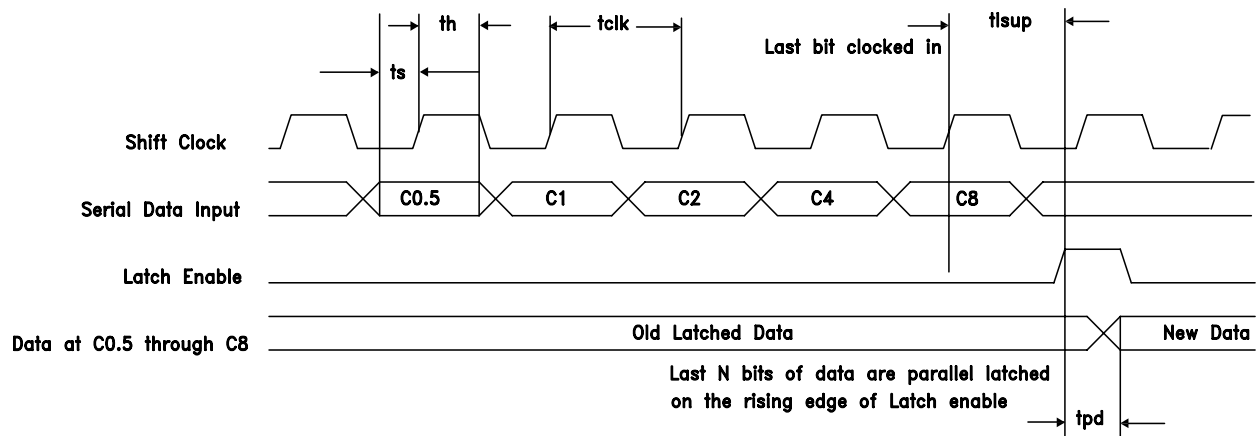 th
tclk
tlsup
Last bit clocked in
ts
Shift Clock
C0.5
C1
C2
C4
C8
Serial Data Input
Latch Enable
Data at C0.5 through C8
Old Latched Data
New Data
Last N bits of data are parallel latched
on the rising edge of Latch enable
tpd